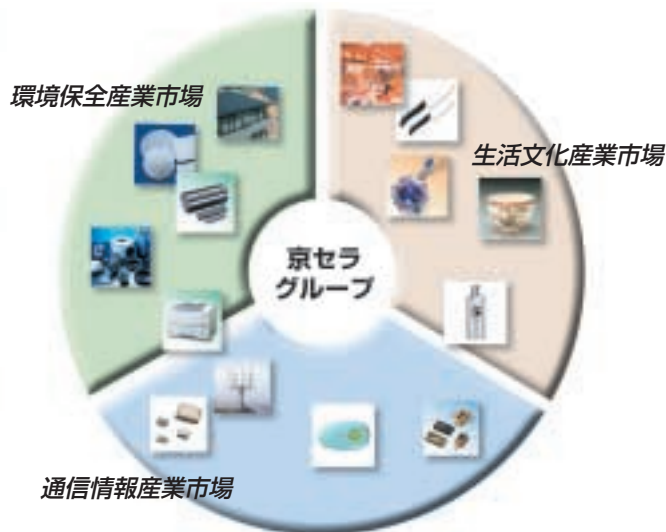 環境保全産業市場
生活文化産業市場
京セラ
グループ
通信情報産業市場